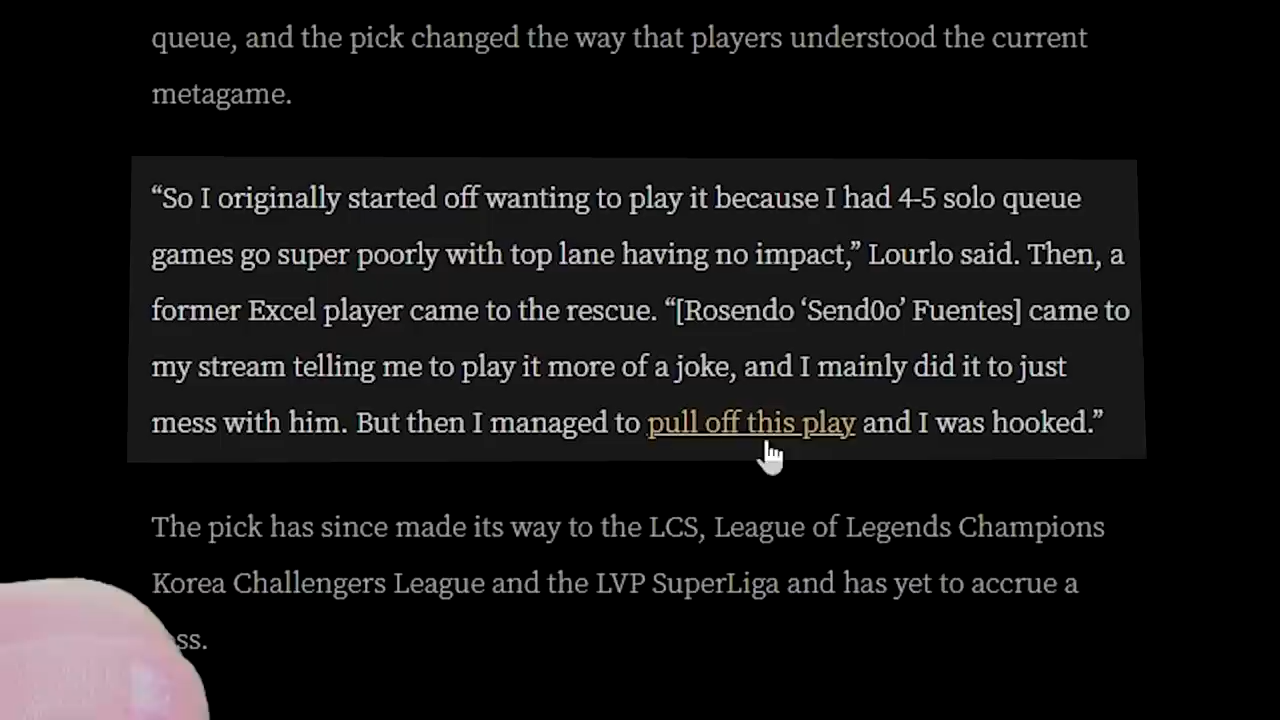 queue, and the pick changed the way that players understood the current
metagame.
“So I originally started off wanting to play it because I had 4-5 solo queue
games go super poorly with top lane having no impact,” Lourlo said. Then, a
former Excel player came to the rescue. “[Rosendo ‘Send0o’ Fuentes] came to
my stream telling me to play it more of a joke, and I mainly did it to just
mess with him. But then I managed to pull off this play and I was hooked.”
The pick has since made its way to the LCS, League of Legends Champions
Korea Challengers League and the LVP SuperLiga and has yet to accrue a